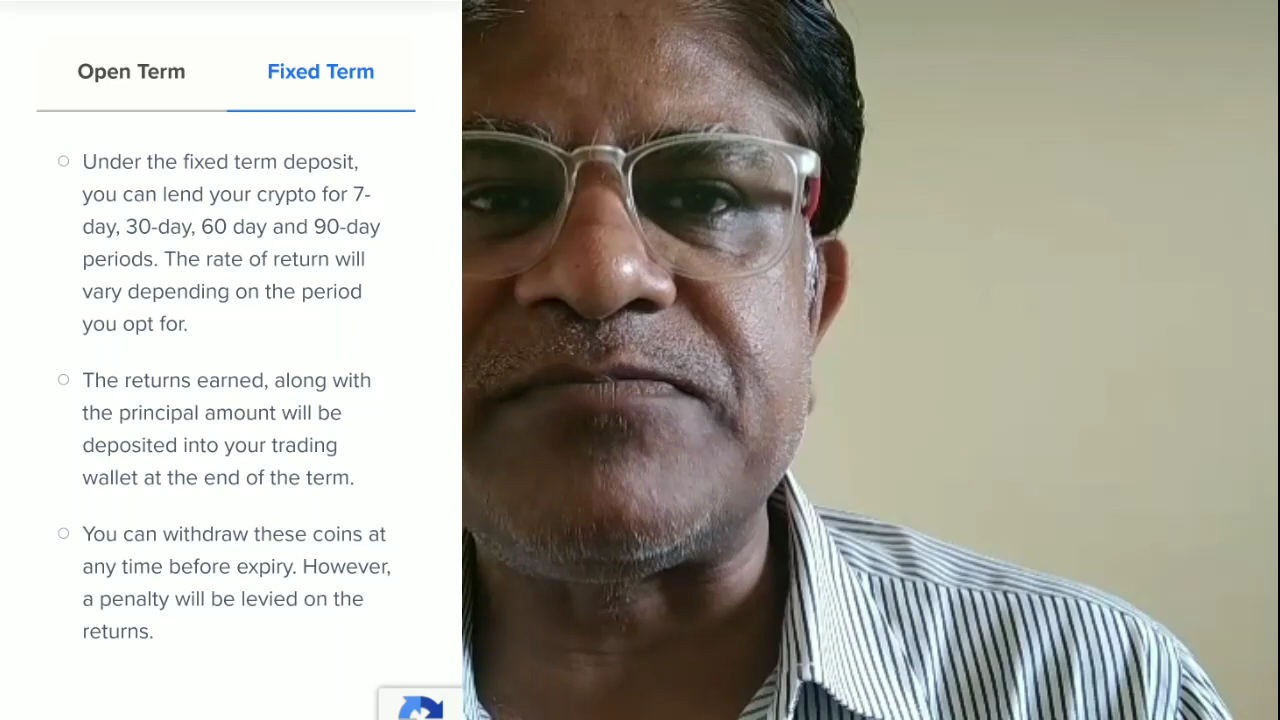 Open Term
Fixed Term
Under the fixed term deposit,
you can lend your crypto for 7-
day, 30-day, 60 day and 90-day
periods. The rate of return will
vary depending on the period
you opt for.
The returns earned, along with
the principal amount will be
deposited into your trading
wallet at the end of the term.
You can withdraw these coins at
any time before expiry. However,
a penalty will be levied on the
returns.